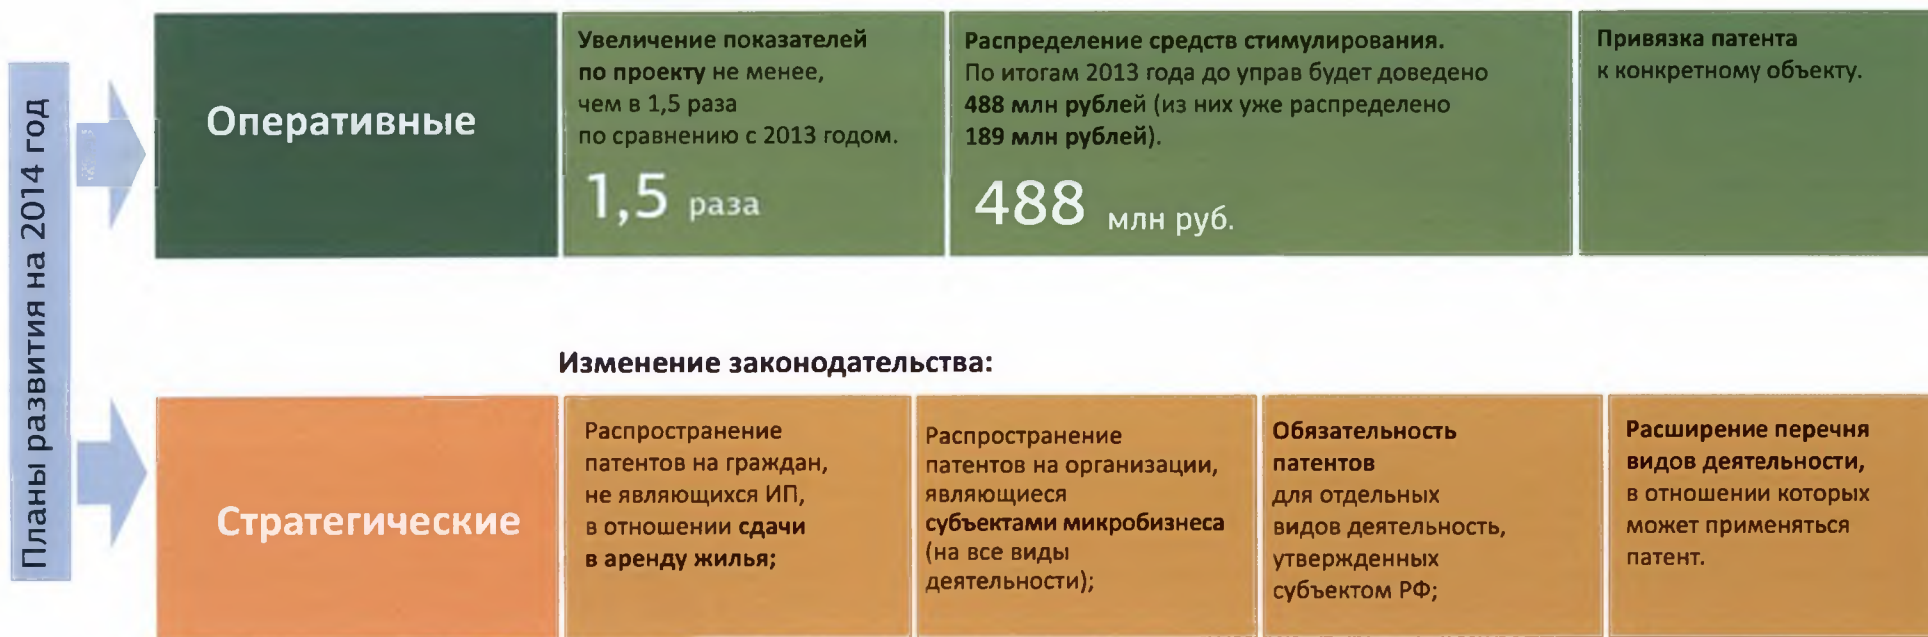 Планы развития на 2014 год
Оперативные
Увеличение показателей
по проекту не менее,
чем в 1,5 раза
по сравнению с 2013 годом.
1,5 раза
Распределение средств стимулирования.
По итогам 2013 года до управ будет доведено
488 млн рублей (из них уже распределено
189 млн рублей).
488 млн руб.
Привязка патента
к конкретному объекту.
Изменение законодательства:
Стратегические
Распространение
патентов на граждан,
не являющихся ИП,
в отношении сдачи
в аренду жилья;
Распространение
патентов на организации,
являющиеся
субъектами микробизнеса
(на все виды
деятельности);
Обязательность
патентов
для отдельных
видов деятельность,
утвержденных
субъектом РФ;
Расширение перечня
видов деятельности,
в отношении которых
может применяться
патент.